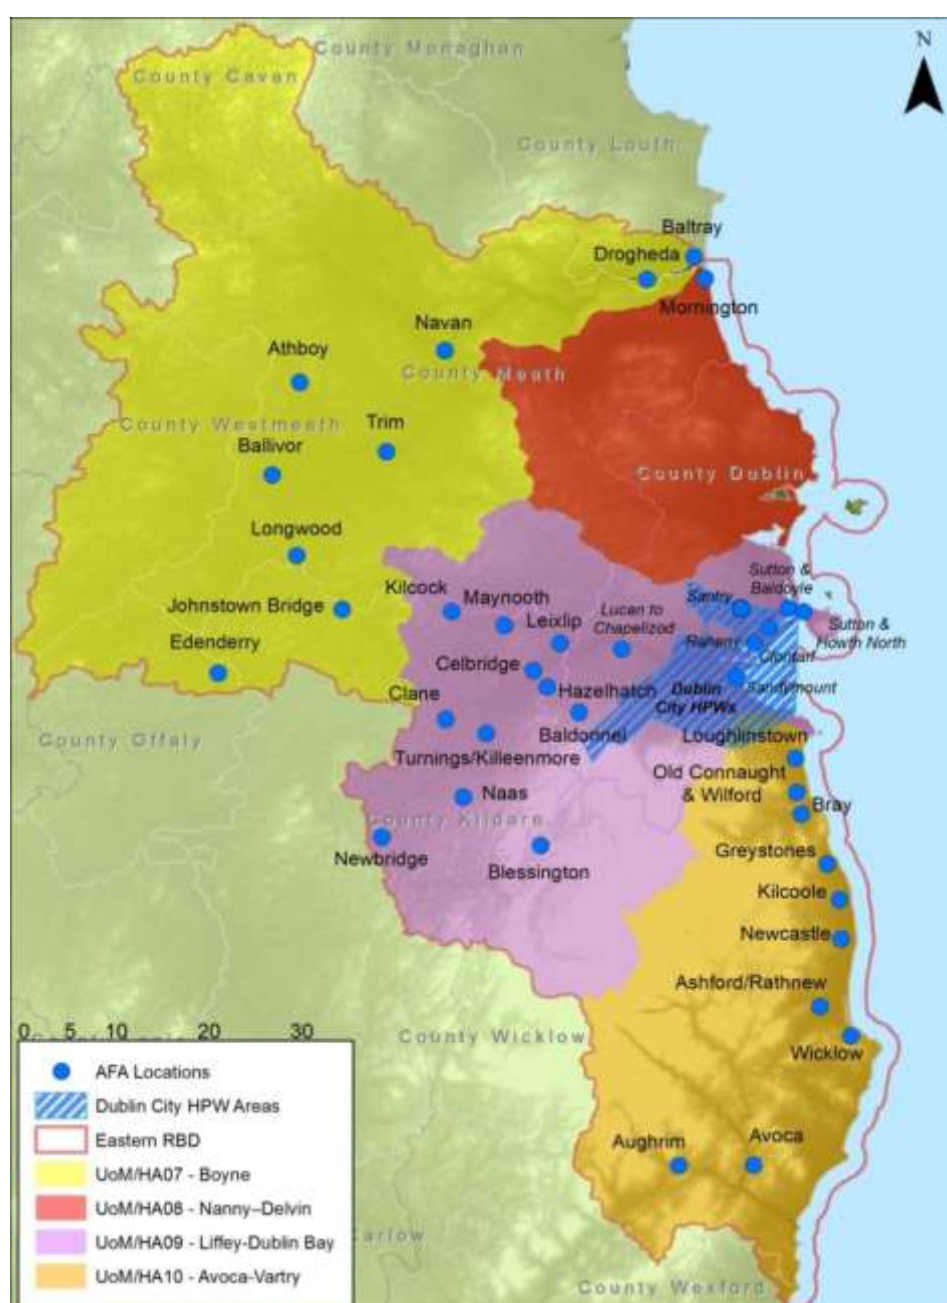 N
County Monaghan
County Cavan
County Louth
Baltray
Drogheda
Mornington
Navan
Athboy
County Meath
County Westmeath
Trim
Ballivor
County Dublin
Longwood
Kilcock
Maynooth
Johnstown Bridge
Leixlip
Lucan to
Chapelizod
Santry
Sutton &
Baldoyle
Sutton &
Howth North
Raheny
Clontarf
Edenderry
Celbridge
Hazelhatch
Sandymount
Dublin
City HPWs
Clane
Baldonnel
County Offaly
Loughlinstown
Turnings/Killeenmore
Old Connaught
& Wilford
Bray
Naas
County Kildare
Newbridge
Blessington
Greystones
Kilcoole
Newcastle
Ashford/Rathnew
0 5 10 20 30
County Wicklow
Wicklow
AFA Locations
Dublin City HPW Areas
Eastern RBD
UoM/HA07 - Boyne
UoM/HA08 - Nanny–Delvin
UoM/HA09 - Liffey-Dublin Bay
UoM/HA10 - Avoca-Vartry
Aughrim
Avoca
Carlow
County Wexford